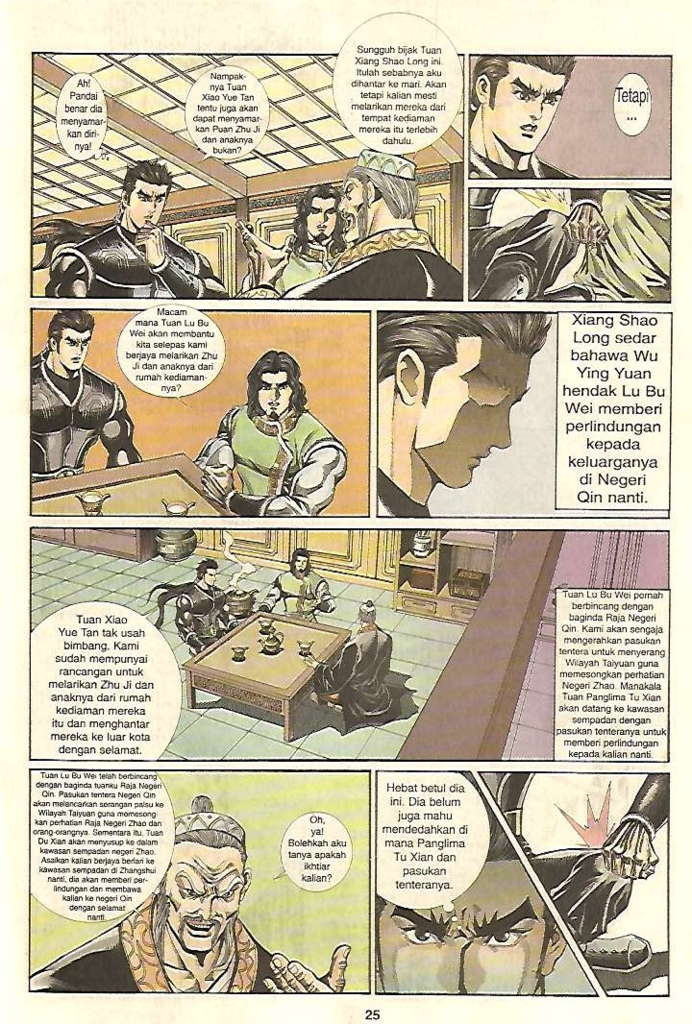 Ah!
Pandai
benar dia
menyamar-
kan diri-
nya!
Nampak-
nya Tuan
Xiao Yue Tan
tentu juga akan
dapat menyamar-
kan Puan Zhu Ji
dan anaknya
bukan?
Sungguh bijak Tuan
Xiang Shao Long ini.
Itulah sebabnya aku
dihantar ke mari. Akan
tetapi kalian mesti
melarikan mereka dari
tempat kediaman
mereka itu terlebih
dahulu.
Tetapi
...
Macam
mana Tuan Lu Bu
Wei akan membantu
kita selepas kami
berjaya melarikan Zhu
Ji dan anaknya dari
rumah kediaman-
nya?
Xiang Shao
Long sedar
bahawa Wu
Ying Yuan
hendak Lu Bu
Wei memberi
perlindungan
kepada
keluarganya
di Negeri
Qin nanti.
Tuan Xiao
Yue Tan tak usah
bimbang. Kami
sudah mempunyai
rancangan untuk
melarikan Zhu Ji dan
anaknya dari rumah
kediaman mereka
itu dan menghantar
mereka ke luar kota
dengan selamat.
Tuan Lu Bu Wei pernah
berbincang dengan
baginda Raja Negeri
Qin. Kami akan sengaja
mengerahkan pasukan
tentera untuk menyerang
Wilayah Taiyuan guna
memesongkan perhatian
Negeri Zhao. Manakala
Tuan Panglima Tu Xian
akan datang ke kawasan
sempadan dengan
pasukan tenteranya untuk
memberi perlindungan
kepada kalian nanti.
Tuan Lu Bu Wei telah berbincang
dengan baginda tuanku Raja Negeri
Qin. Pasukan tentera Negeri Qin
akan melancarkan serangan palsu ke
Wilayah Taiyuan guna memesong-
kan perhatian Raja Negeri Zhao dan
orang-orangnya. Sementara itu, Tuan
Du Xian akan menyusup ke dalam
kawasan sempadan negeri Zhao.
Asalkan kalian berjaya berlari ke
kawasan sempadan di Zhangshui
nanti, dia akan memberi per-
lindungan dan membawa
kalian ke negeri Qin
dengan selamat
nanti.
Oh,
ya!
Bolehkah aku
tanya apakah
ikhtiar
kalian?
Hebat betul dia
ini. Dia belum
juga mahu
mendedahkan di
mana Panglima
Tu Xian dan
pasukan
tenteranya.
25